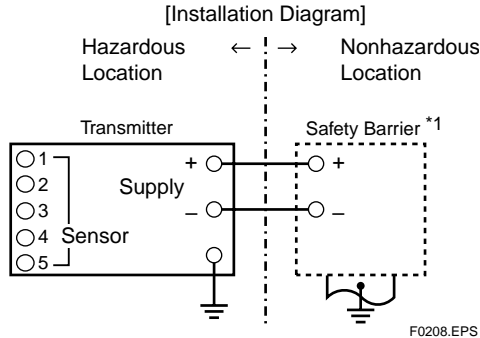 [Installation Diagram]
Hazardous ← → Nonhazardous
Location Location
Transmitter Safety Barrier *1
1 + +
2 Supply
3 – –
4 Sensor
5
F0208.EPS